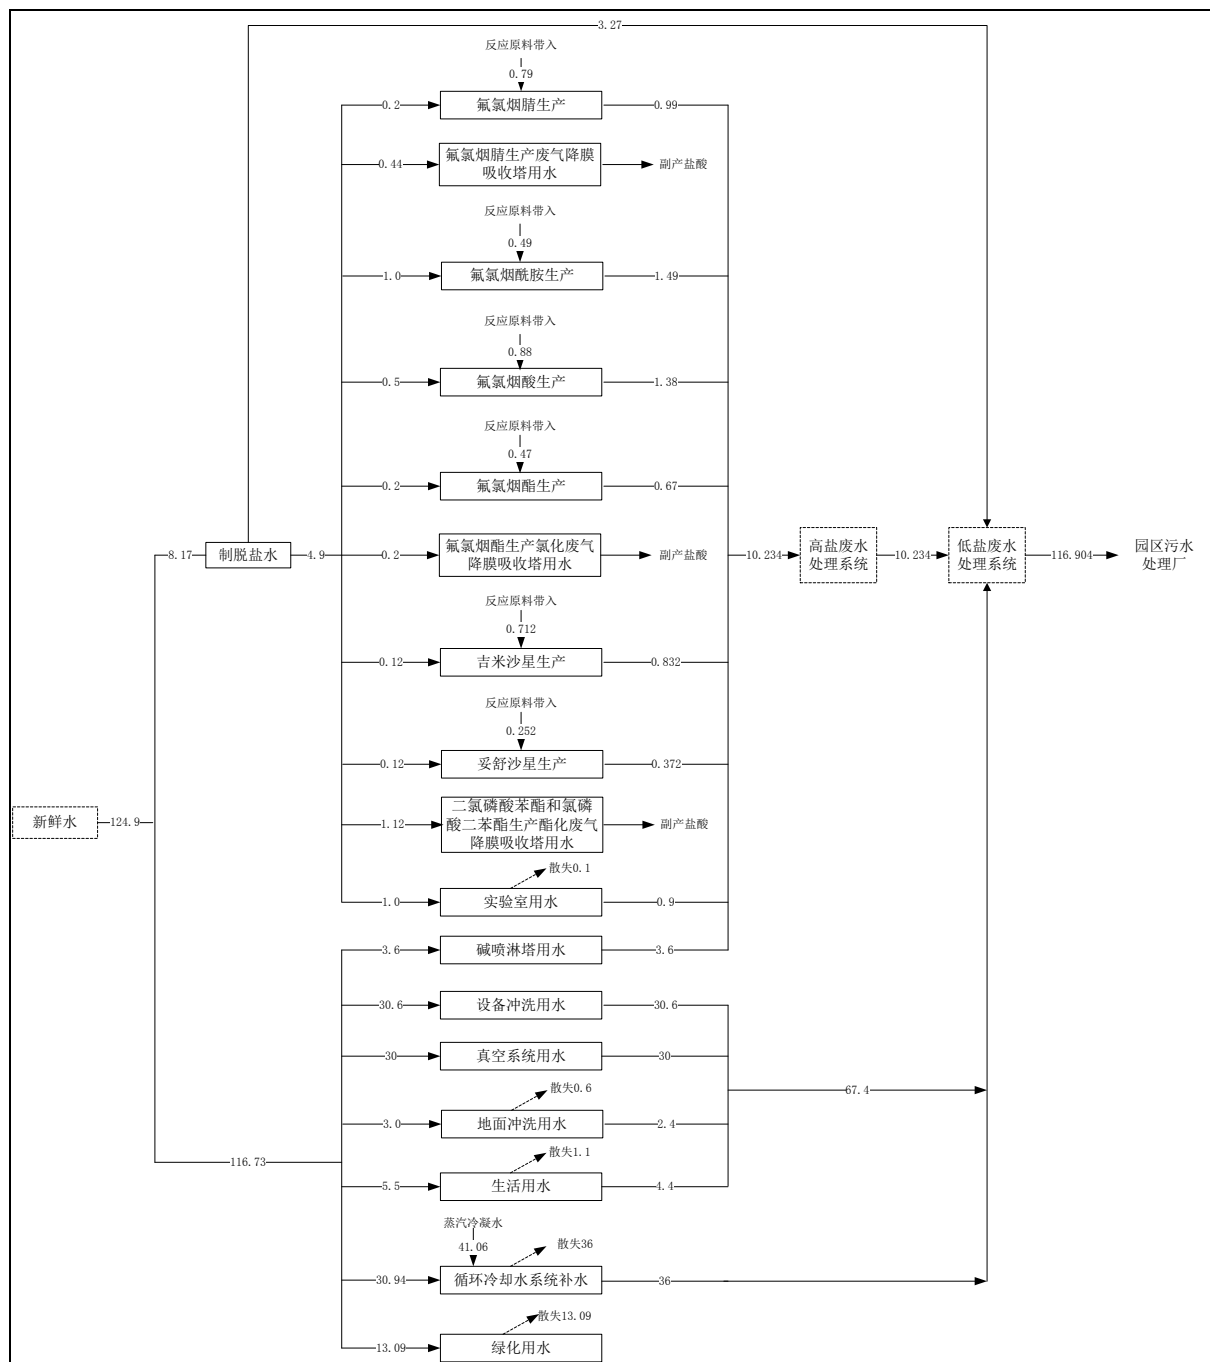 3.27
反应原料带入
0.79
0.2
氟氯烟腈生产
0.99
0.44
氟氯烟腈生产废气降膜
吸收塔用水
副产盐酸
反应原料带入
0.49
1.0
氟氯烟酰胺生产
1.49
反应原料带入
0.88
0.5
氟氯烟酸生产
1.38
反应原料带入
0.47
0.2
氟氯烟酯生产
0.67
8.17
制脱盐水
4.9
0.2
氟氯烟酯生产氯化废气
降膜吸收塔用水
副产盐酸
10.234
高盐废水
处理系统
10.234
低盐废水
处理系统
116.904
园区污水
处理厂
反应原料带入
0.712
0.12
吉米沙星生产
0.832
反应原料带入
0.252
0.12
妥舒沙星生产
0.372
新鲜水
124.9
1.12
二氯磷酸苯酯和氯磷
酸二苯酯生产酯化废气
降膜吸收塔用水
副产盐酸
散失0.1
1.0
实验室用水
0.9
3.6
碱喷淋塔用水
3.6
30.6
设备冲洗用水
30.6
30
真空系统用水
30
67.4
散失0.6
3.0
地面冲洗用水
2.4
116.73
散失1.1
5.5
生活用水
4.4
蒸汽冷凝水
41.06
散失36
30.94
循环冷却水系统补水
36
散失13.09
13.09
绿化用水